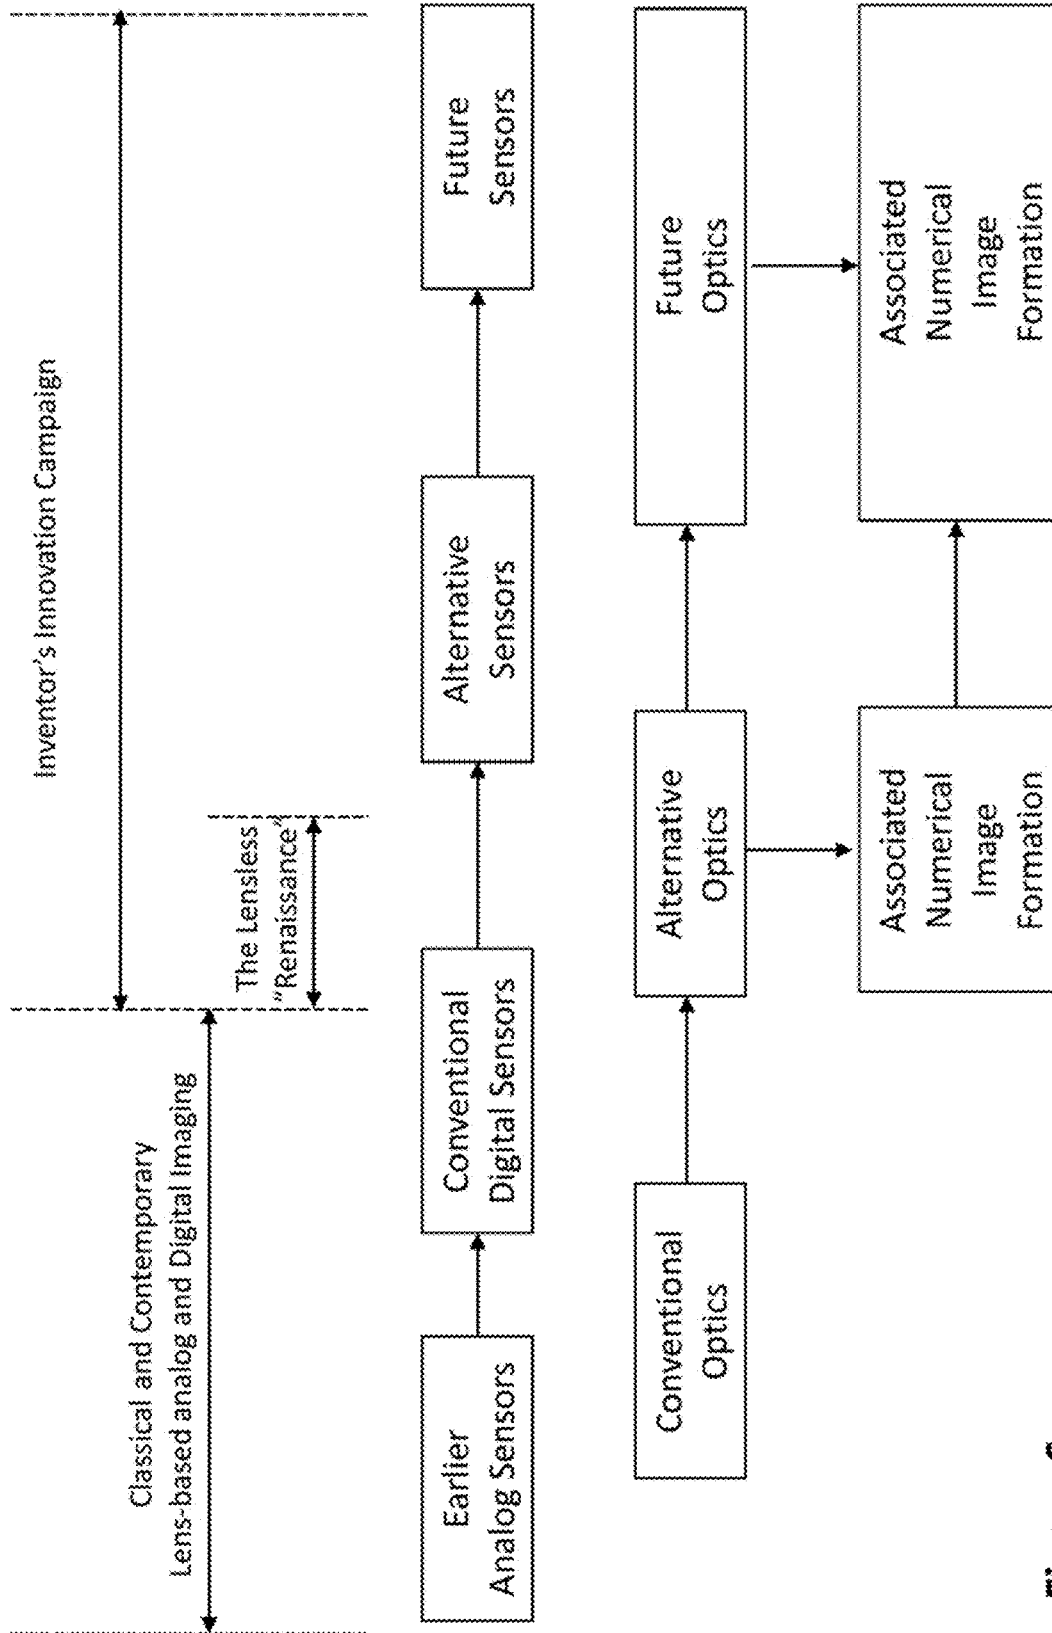 Inventor's Innovation Campaign
Classical and Contemporary
Lens-based analog and Digital Imaging
The Lensless
"Renaissance"
Earlier
Analog Sensors
Conventional
Digital Sensors
Alternative
Sensors
Future
Sensors
Conventional
Optics
Alternative
Optics
Future
Optics
Associated
Numerical
Image
Formation
Associated
Numerical
Image
Formation